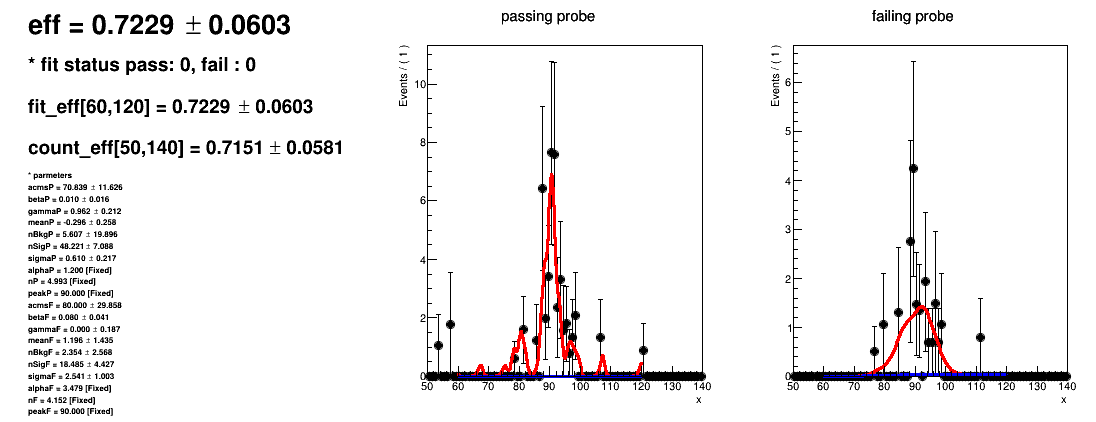 eff = 0.7229 ± 0.0603
* fit status pass: 0, fail : 0
fit_eff[60,120] = 0.7229 ± 0.0603
count_eff[50,140] = 0.7151 ± 0.0581
* parmeters
acmsP = 70.839 ± 11.626
betaP = 0.010 ± 0.016
gammaP = 0.962 ± 0.212
meanP = -0.296 ± 0.258
nBkgP = 5.607 ± 19.896
nSigP = 48.221 ± 7.088
sigmaP = 0.610 ± 0.217
alphaP = 1.200 [Fixed]
nP = 4.993 [Fixed]
peakP = 90.000 [Fixed]
acmsF = 80.000 ± 29.858
betaF = 0.080 ± 0.041
gammaF = 0.000 ± 0.187
meanF = 1.196 ± 1.435
nBkgF = 2.354 ± 2.568
nSigF = 18.485 ± 4.427
sigmaF = 2.541 ± 1.003
alphaF = 3.479 [Fixed]
nF = 4.152 [Fixed]
peakF = 90.000 [Fixed]
passing probe
Events / ( 1 )
10
8
6
4
2
0
50 60 70 80 90 100 110 120 130 140
x
failing probe
Events / ( 1 )
6
5
4
3
2
1
0
50 60 70 80 90 100 110 120 130 140
x